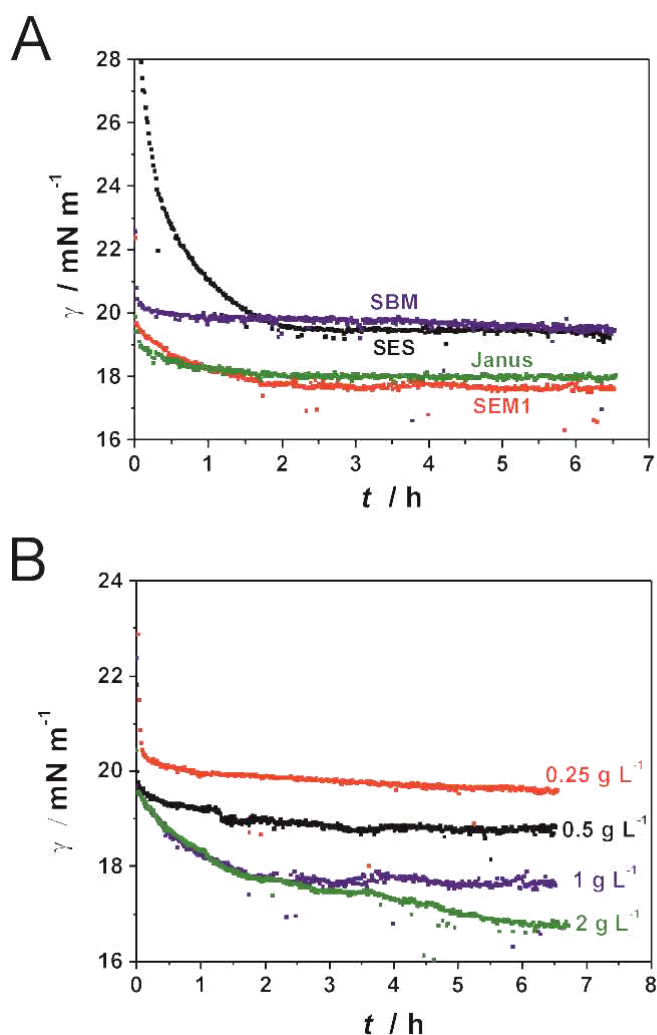 A
28
26
24
22
20
18
16
γ / mN m⁻¹
SBM
SES
Janus
SEM1
0 1 2 3 4 5 6 7
t / h
B
24
22
20
18
16
γ / mN m⁻¹
0.25 g L⁻¹
0.5 g L⁻¹
1 g L⁻¹
2 g L⁻¹
0 1 2 3 4 5 6 7 8
t / h